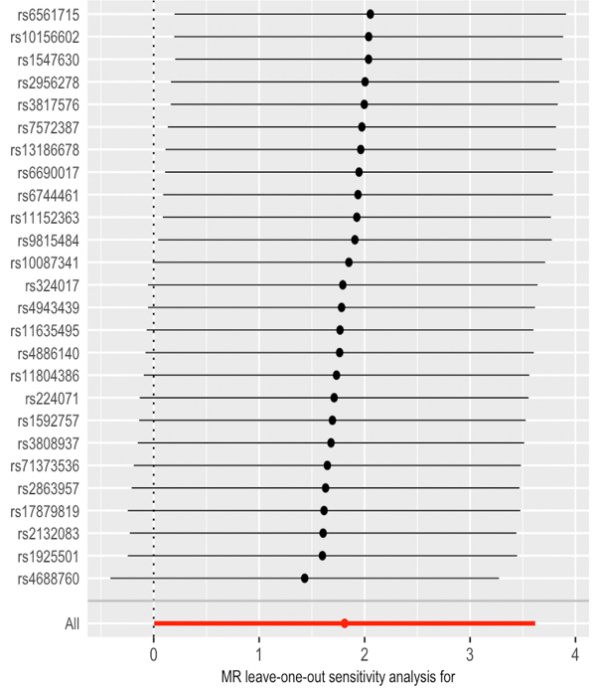 rs6561715
rs10156602
rs1547630
rs2956278
rs3817576
rs7572387
rs13186678
rs6690017
rs6744461
rs11152363
rs9815484
rs10087341
rs324017
rs4943439
rs11635495
rs4886140
rs11804386
rs224071
rs1592757
rs3808937
rs71373536
rs2863957
rs17879819
rs2132083
rs1925501
rs4688760
All
0 1 2 3 4
MR leave-one-out sensitivity analysis for